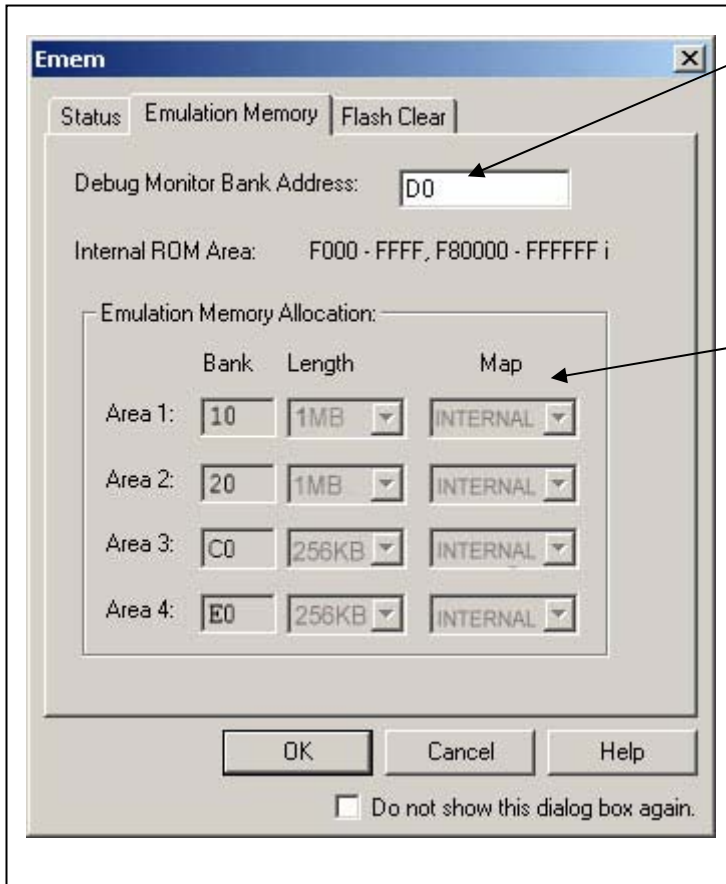 Emem
Status Emulation Memory Flash Clear
Debug Monitor Bank Address: D0
Internal ROM Area: F000 - FFFF, F80000 - FFFFFF i
Emulation Memory Allocation:
Bank Length Map
Area 1: 10 1MB INTERNAL
Area 2: 20 1MB INTERNAL
Area 3: C0 256KB INTERNAL
Area 4: E0 256KB INTERNAL
OK Cancel Help
Do not show this dialog box again.